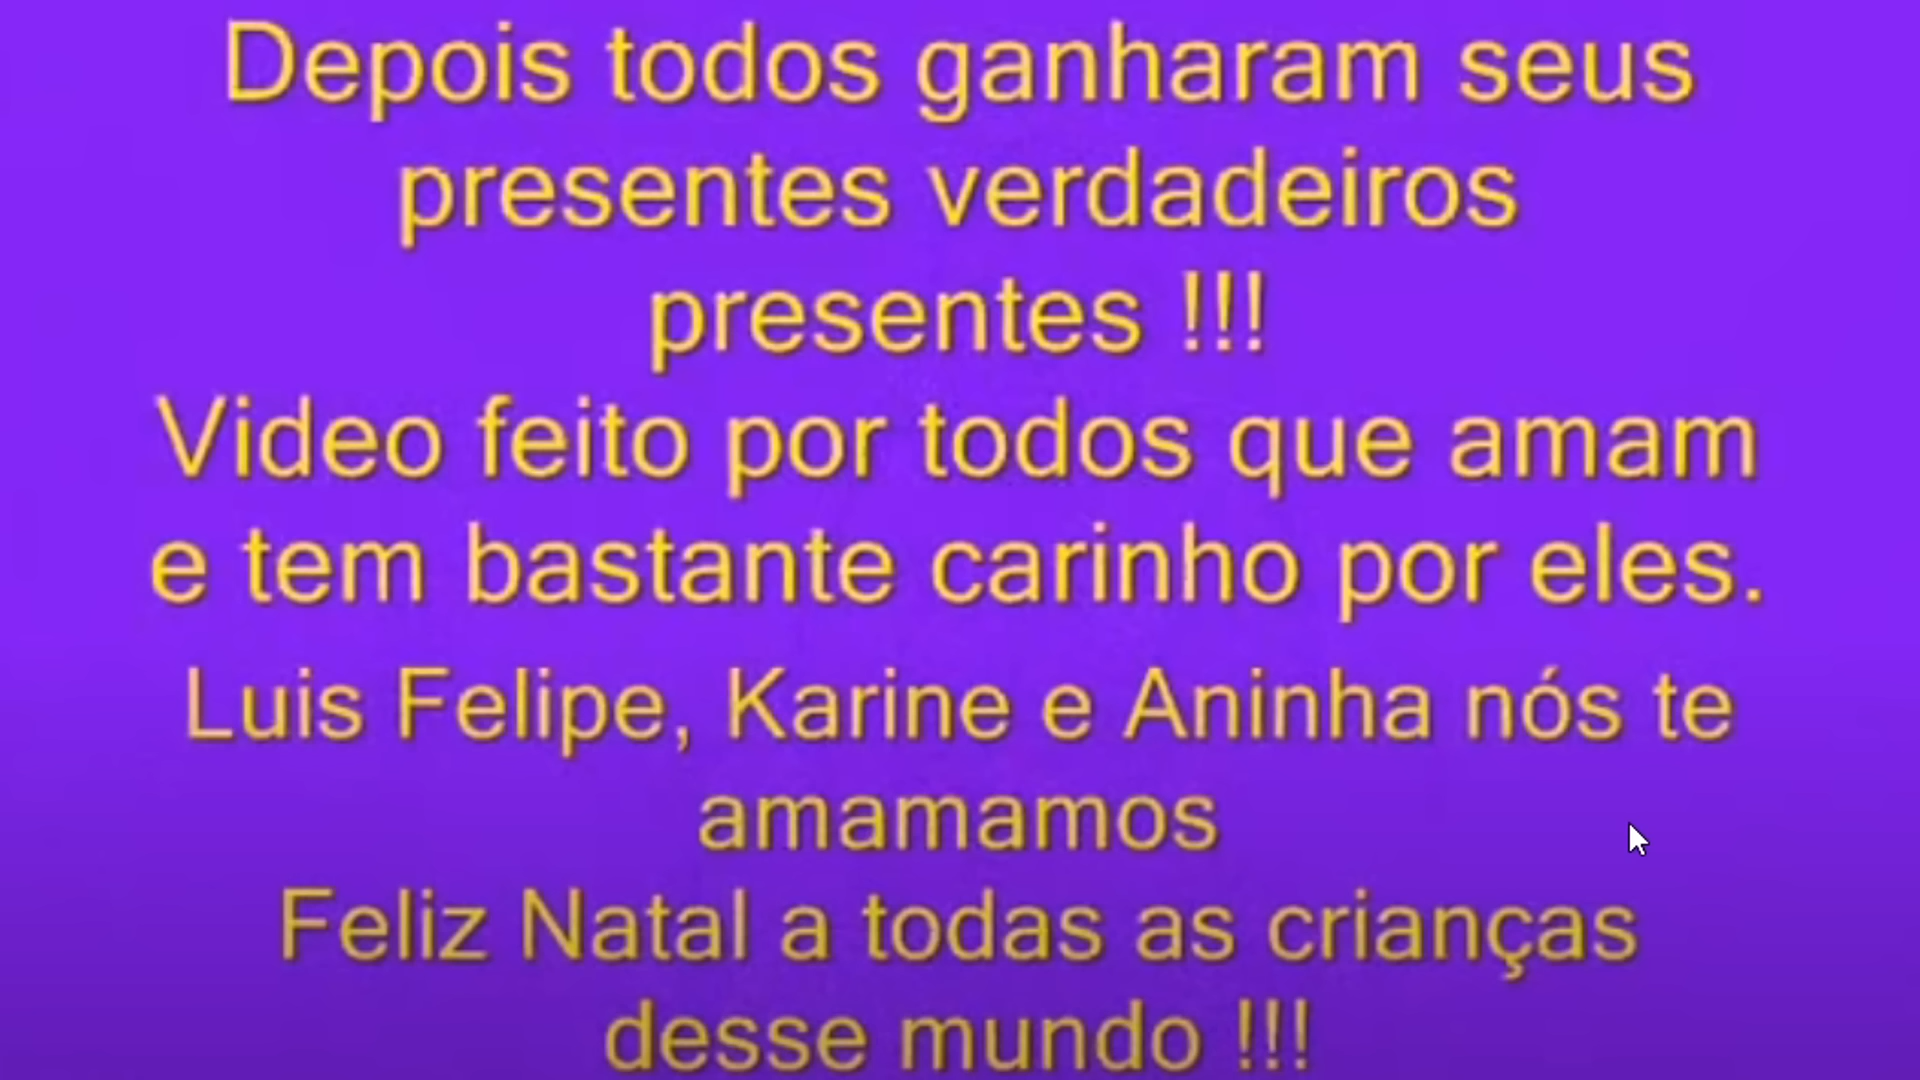 Depois todos ganharam seus
presentes verdadeiros
presentes !!!
Video feito por todos que amam
e tem bastante carinho por eles.
Luis Felipe, Karine e Aninha nós te
amamamos
Feliz Natal a todas as crianças
desse mundo !!!